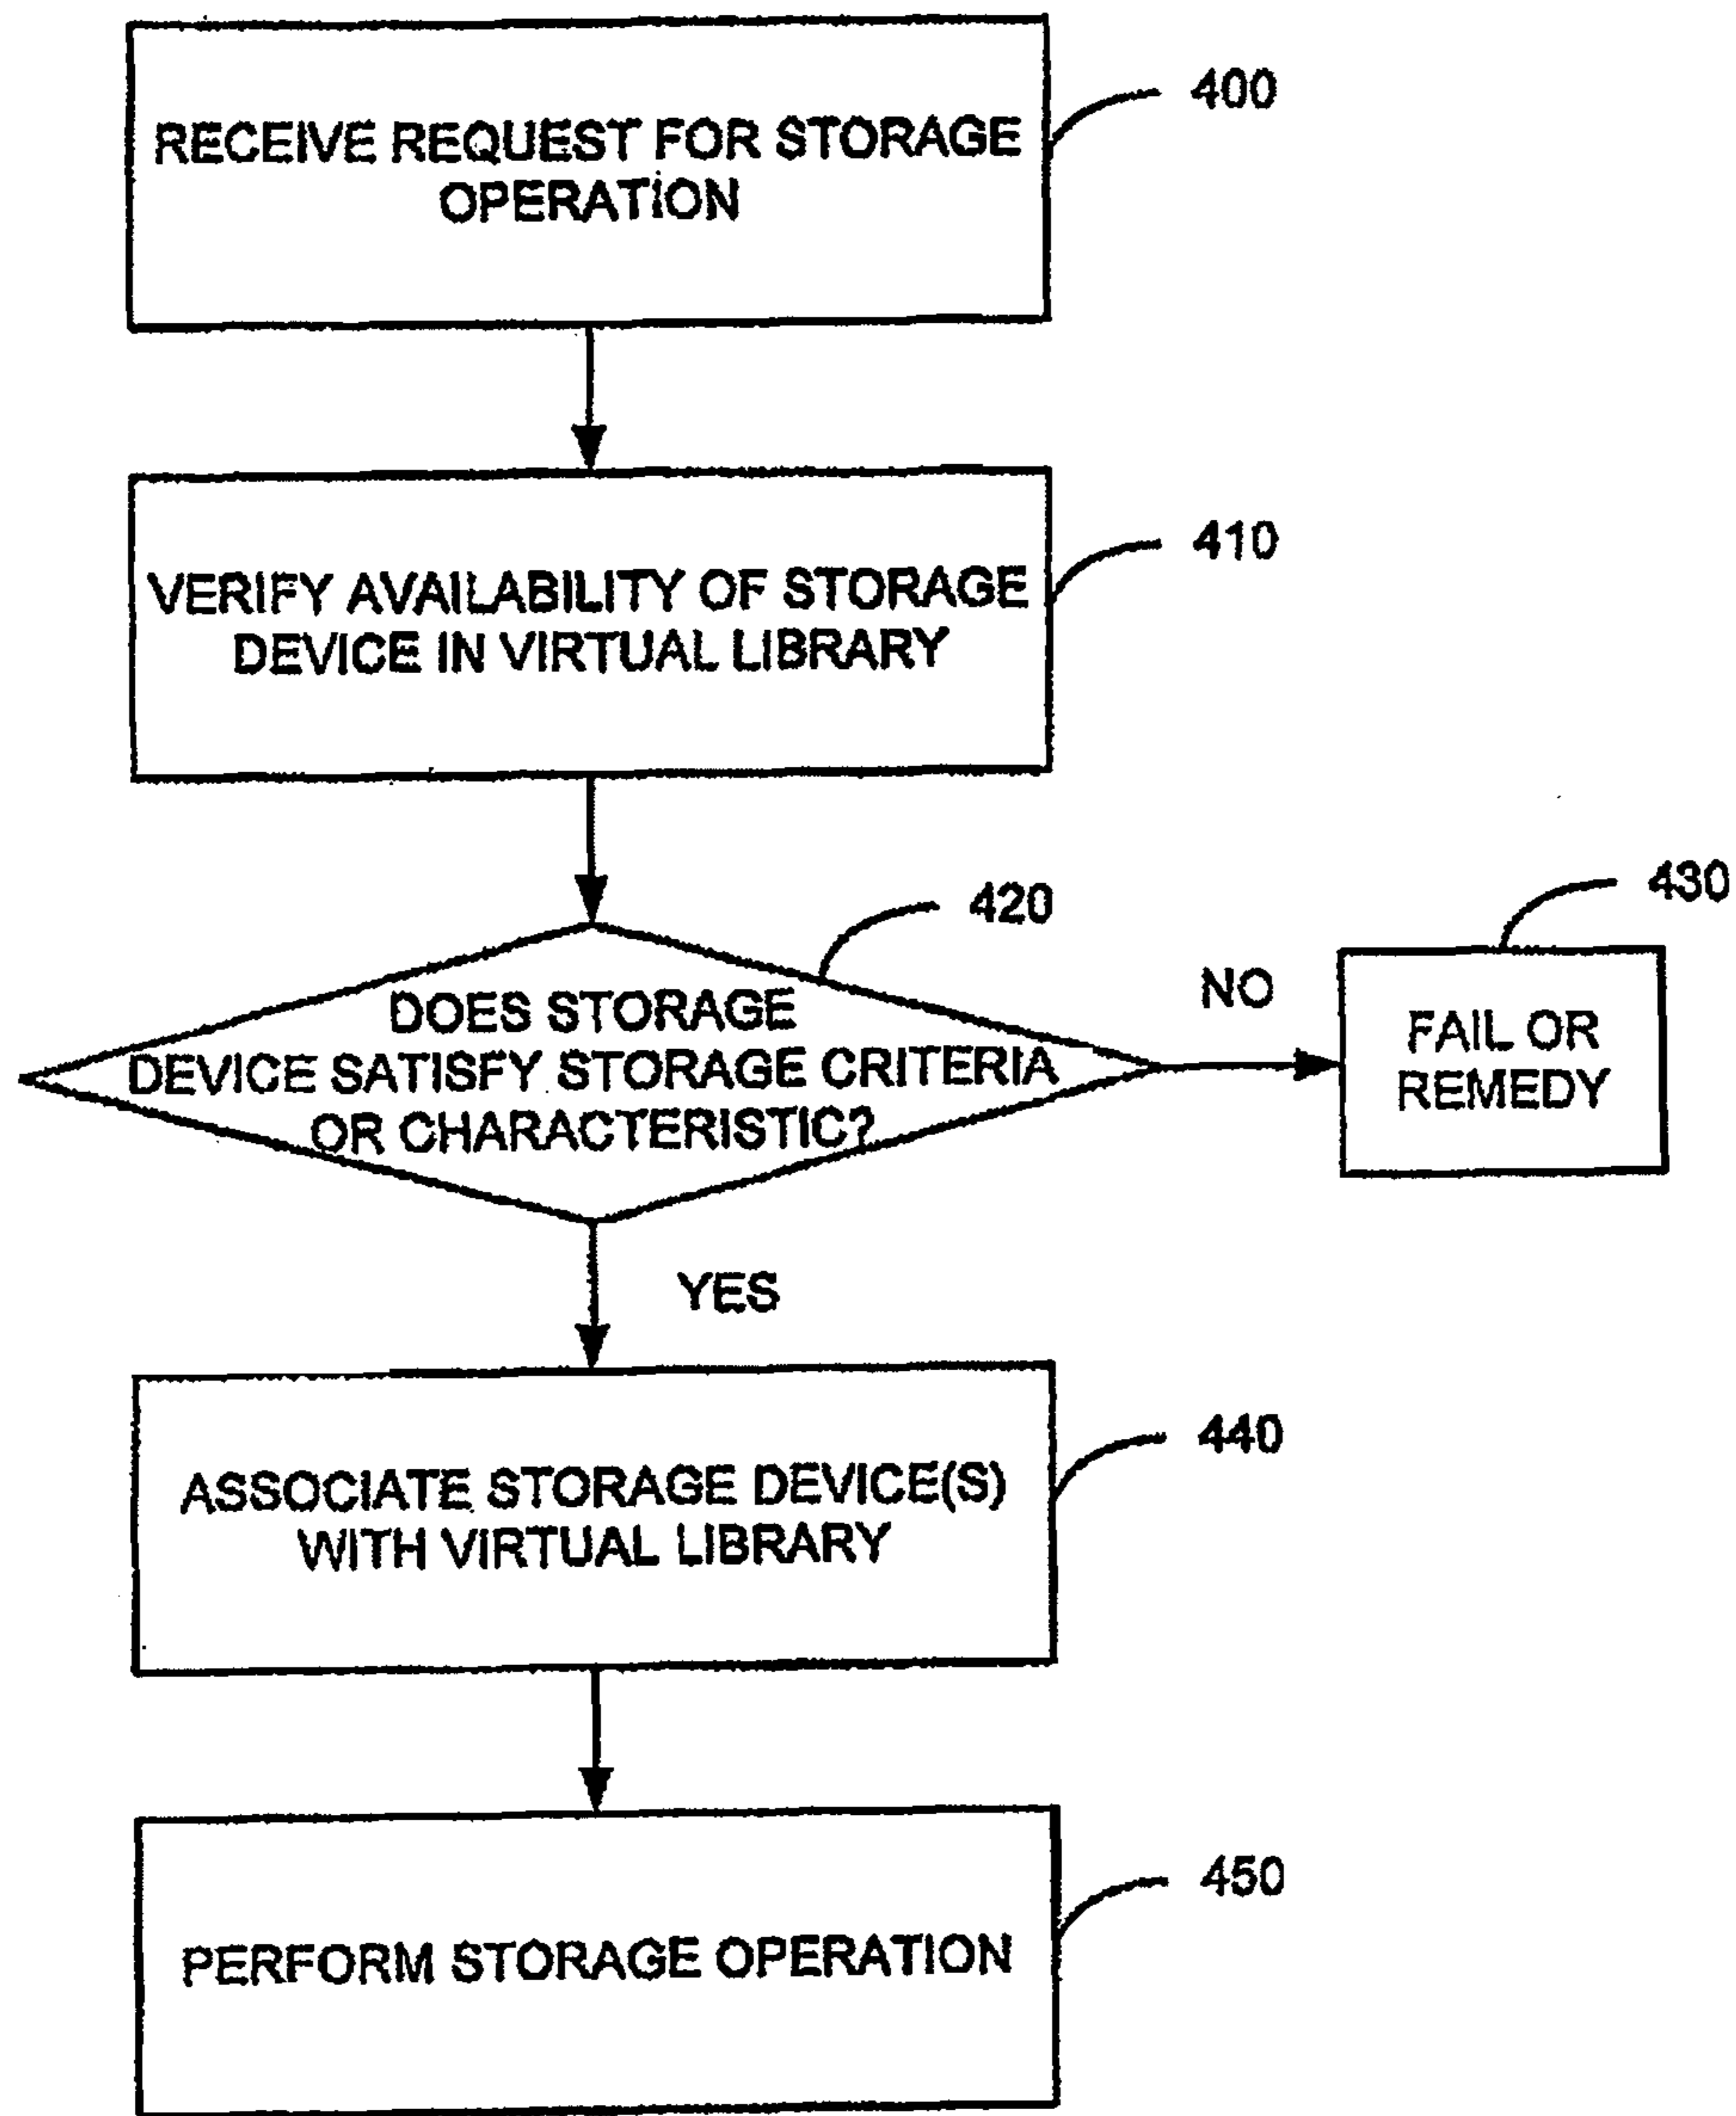 RECEIVE REQUEST FOR STORAGE
OPERATION
400
VERIFY AVAILABILITY OF STORAGE
DEVICE IN VIRTUAL LIBRARY
410
DOES STORAGE
DEVICE SATISFY STORAGE CRITERIA
OR CHARACTERISTIC?
420
NO
FAIL OR
REMEDY
430
YES
ASSOCIATE STORAGE DEVICE(S)
WITH VIRTUAL LIBRARY
440
PERFORM STORAGE OPERATION
450